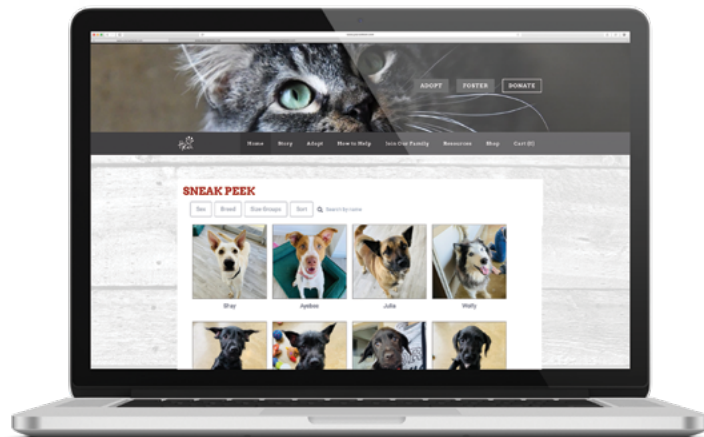 ADOPT FOSTER DONATE
Home Story Adopt How to Help Join Our Family Resources Shop Cart (0)
SNEAK PEEK
Sex Breed Size Groups Sort Search by name
Shay Ayebee Julia Wally